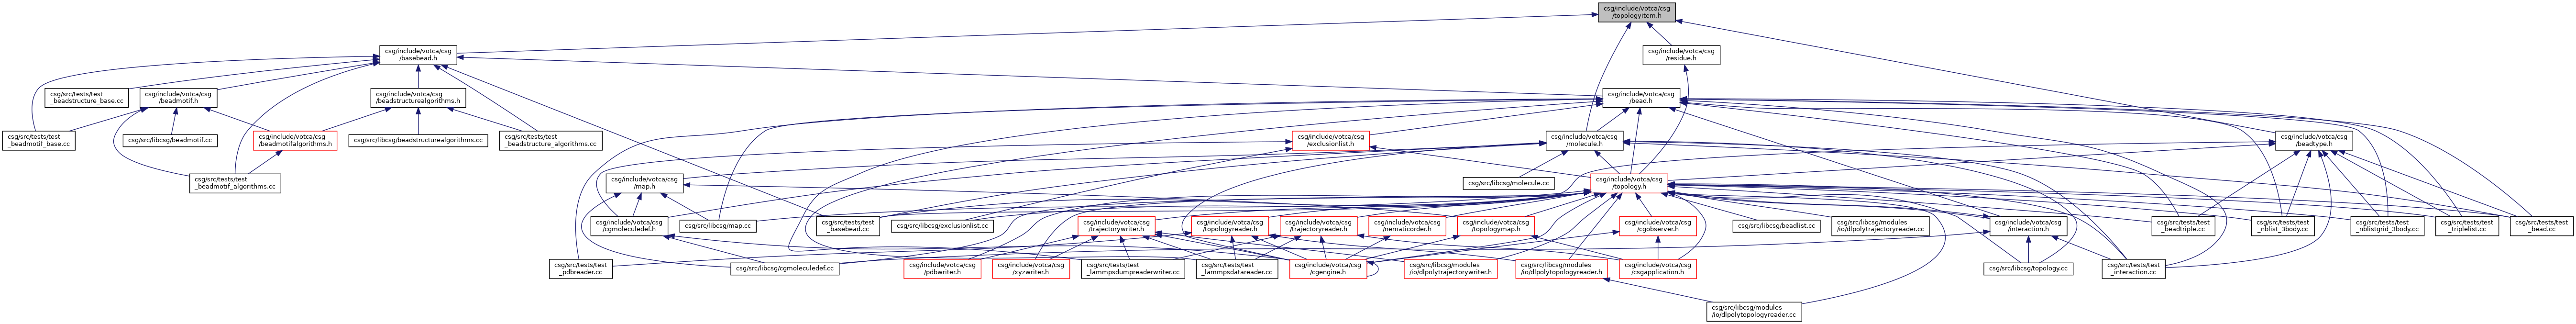 csg/include/votca/csg
/topologyitem.h
csg/include/votca/csg
/basebead.h
csg/include/votca/csg
/residue.h
csg/src/tests/test
_beadstructure_base.cc
csg/include/votca/csg
/beadmotif.h
csg/include/votca/csg
/beadstructurealgorithms.h
csg/include/votca/csg
/bead.h
csg/src/tests/test
_beadmotif_base.cc
csg/src/libcsg/beadmotif.cc
csg/include/votca/csg
/beadmotifalgorithms.h
csg/src/libcsg/beadstructurealgorithms.cc
csg/src/tests/test
_beadstructure_algorithms.cc
csg/include/votca/csg
/exclusionlist.h
csg/include/votca/csg
/molecule.h
csg/include/votca/csg
/beadtype.h
csg/src/tests/test
_beadmotif_algorithms.cc
csg/include/votca/csg
/map.h
csg/src/libcsg/molecule.cc
csg/include/votca/csg
/topology.h
csg/include/votca/csg
/cgmoleculedef.h
csg/src/libcsg/map.cc
csg/src/tests/test
_basebead.cc
csg/src/libcsg/exclusionlist.cc
csg/include/votca/csg
/trajectorywriter.h
csg/include/votca/csg
/topologyreader.h
csg/include/votca/csg
/trajectoryreader.h
csg/include/votca/csg
/nematicorder.h
csg/include/votca/csg
/topologymap.h
csg/include/votca/csg
/cgobserver.h
csg/src/libcsg/beadlist.cc
csg/src/libcsg/modules
/io/dlpolytrajectoryreader.cc
csg/include/votca/csg
/interaction.h
csg/src/tests/test
_beadtriple.cc
csg/src/tests/test
_nblist_3body.cc
csg/src/tests/test
_nblistgrid_3body.cc
csg/src/tests/test
_triplelist.cc
csg/src/tests/test
_bead.cc
csg/src/tests/test
_pdbreader.cc
csg/src/libcsg/cgmoleculedef.cc
csg/include/votca/csg
/pdbwriter.h
csg/include/votca/csg
/xyzwriter.h
csg/src/tests/test
_lammpsdumpreaderwriter.cc
csg/src/tests/test
_lammpsdatareader.cc
csg/include/votca/csg
/cgengine.h
csg/src/libcsg/modules
/io/dlpolytrajectorywriter.h
csg/src/libcsg/modules
/io/dlpolytopologyreader.h
csg/include/votca/csg
/csgapplication.h
csg/src/libcsg/topology.cc
csg/src/tests/test
_interaction.cc
csg/src/libcsg/modules
/io/dlpolytopologyreader.cc